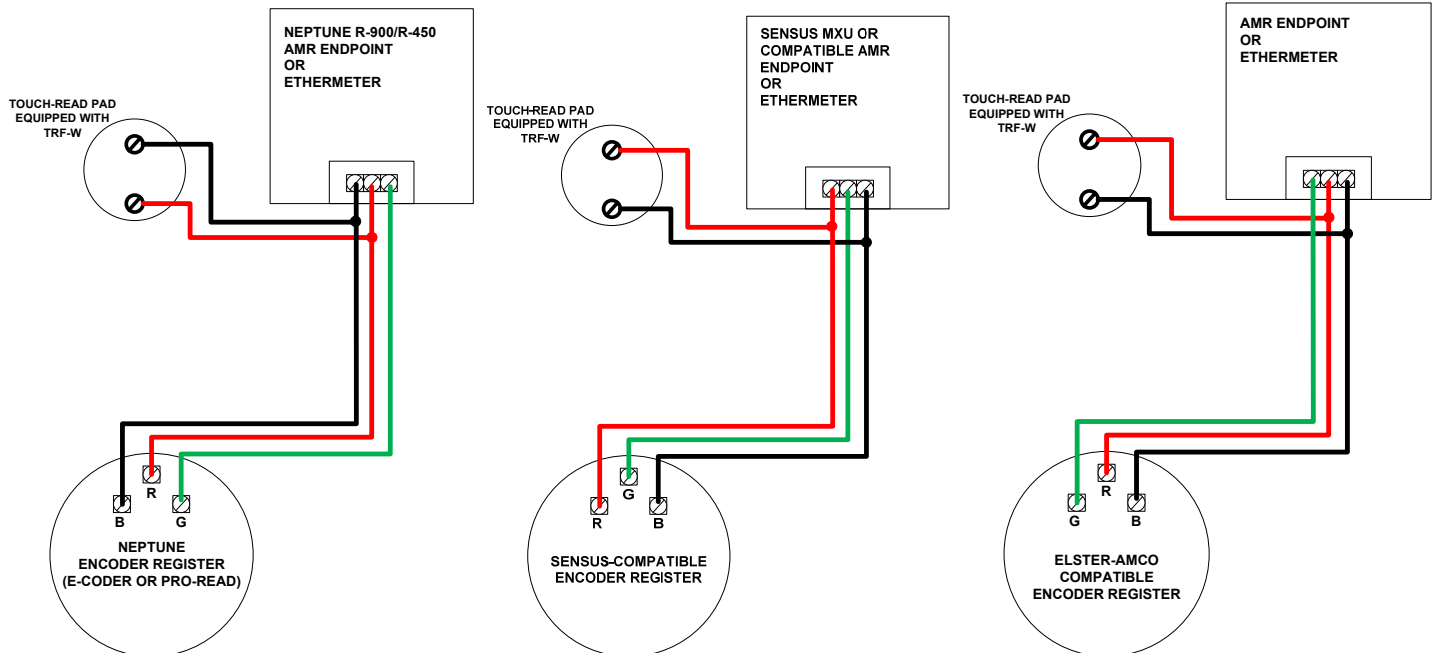 NEPTUNE R-900/R-450
AMR ENDPOINT
OR
ETHERMETER
TOUCH-READ PAD
EQUIPPED WITH
TRF-W
B
R
G
NEPTUNE
ENCODER REGISTER
(E-CODER OR PRO-READ)
SENSUS MXU OR
COMPATIBLE AMR
ENDPOINT
OR
ETHERMETER
TOUCH-READ PAD
EQUIPPED WITH
TRF-W
R
G
B
SENSUS-COMPATIBLE
ENCODER REGISTER
AMR ENDPOINT
OR
ETHERMETER
TOUCH-READ PAD
EQUIPPED WITH
TRF-W
G
R
B
ELSTER-AMCO
COMPATIBLE
ENCODER REGISTER